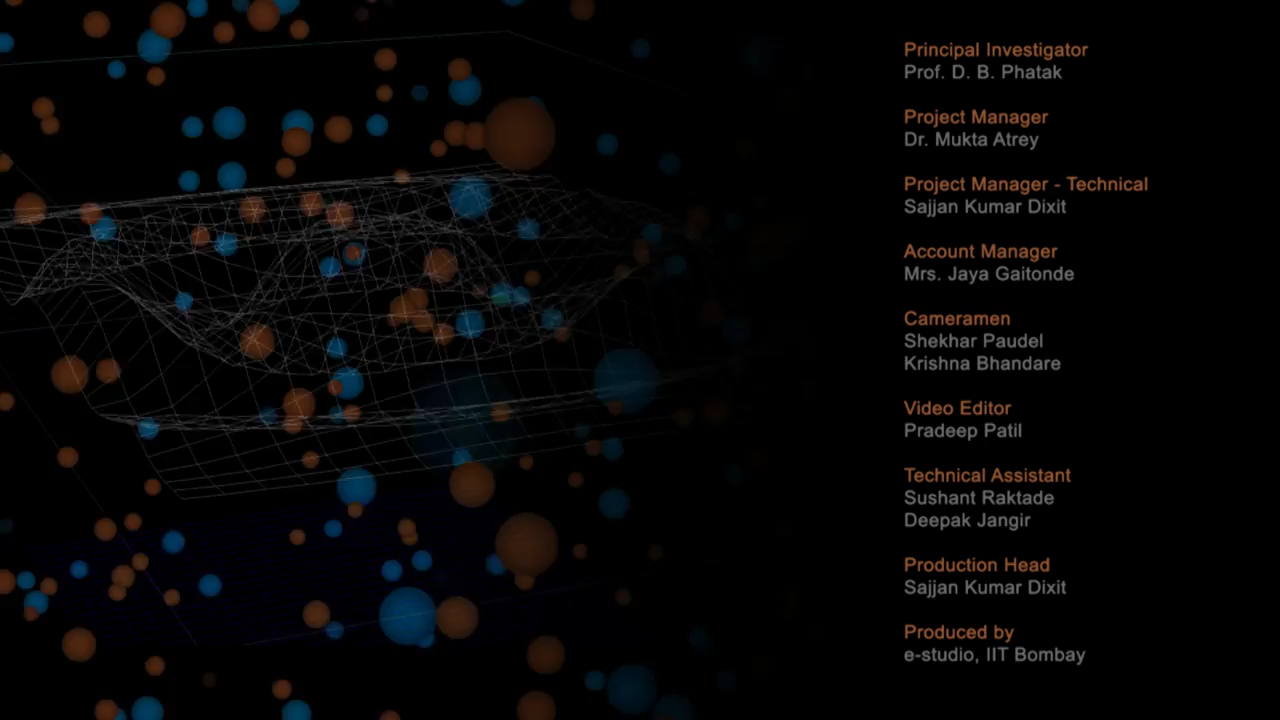 Principal Investigator
Prof. D. B. Phatak
Project Manager
Dr. Mukta Atrey
Project Manager - Technical
Sajjan Kumar Dixit
Account Manager
Mrs. Jaya Gaitonde
Cameramen
Shekhar Paudel
Krishna Bhandare
Video Editor
Pradeep Patil
Technical Assistant
Sushant Raktade
Deepak Jangir
Production Head
Sajjan Kumar Dixit
Produced by
e-studio, IIT Bombay